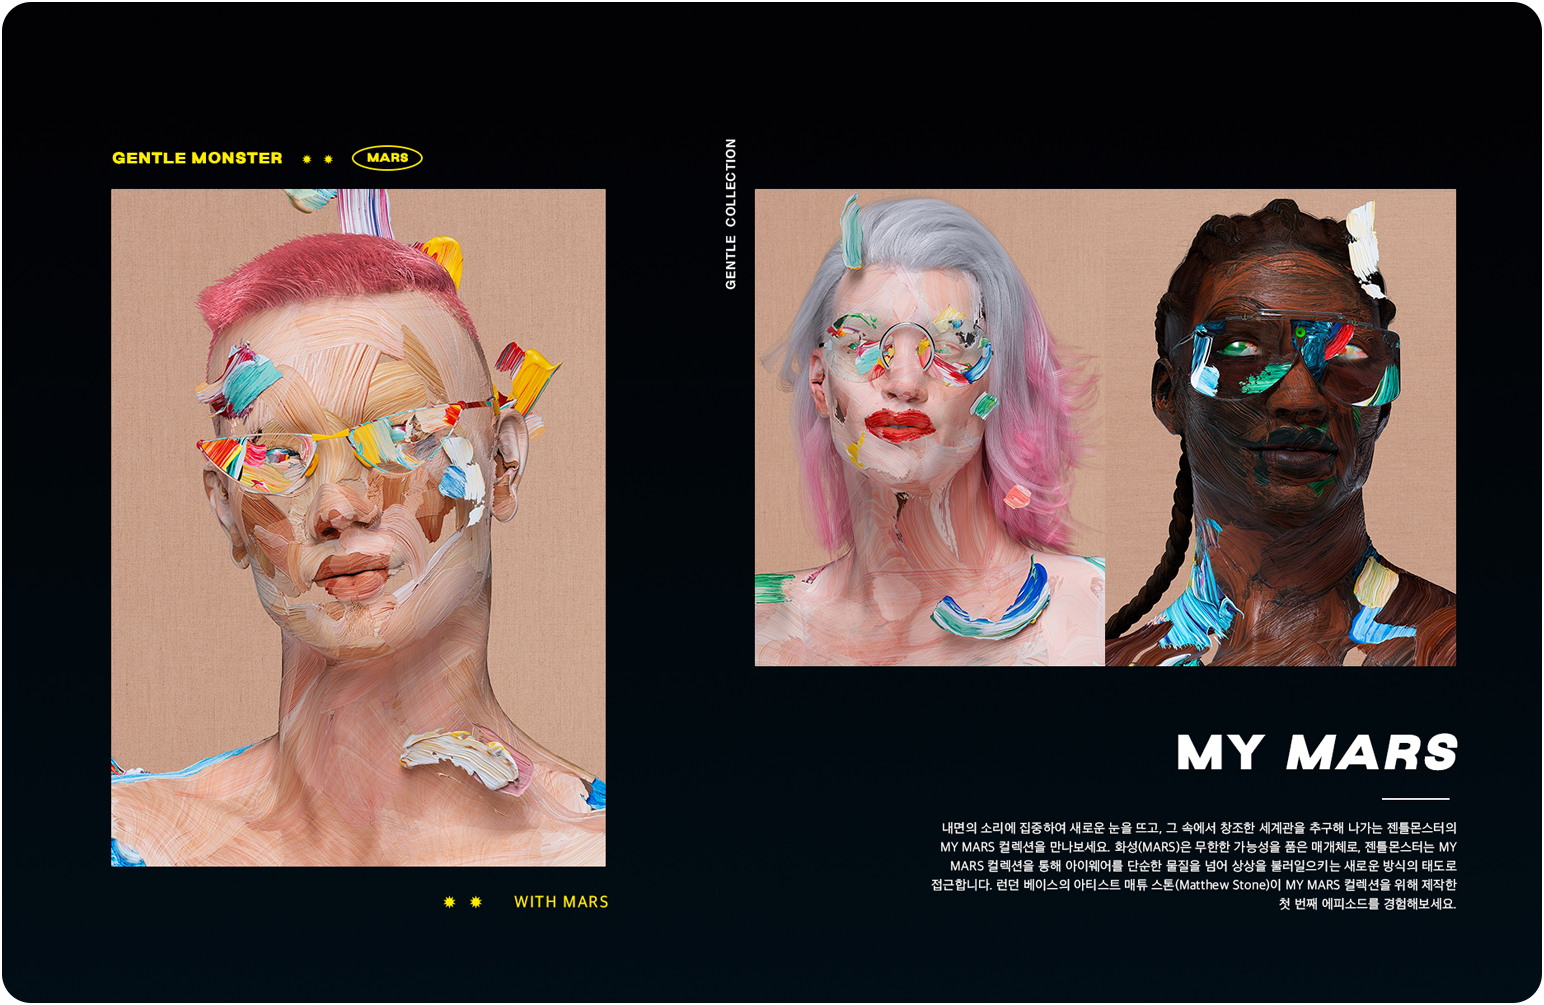 GENTLE MONSTER
MARS
WITH MARS
GENTLE COLLECTION
MY MARS
내면의 소리에 집중하여 새로운 눈을 뜨고, 그 속에서 창조한 세계관을 추구해 나가는 젠틀몬스터의
MY MARS 컬렉션을 만나보세요. 화성(MARS)은 무한한 가능성을 품은 매개체로, 젠틀몬스터는 MY
MARS 컬렉션을 통해 아이웨어를 단순한 물질을 넘어 상상을 불러일으키는 새로운 방식의 태도로
접근합니다. 런던 베이스의 아티스트 매튜 스톤(Matthew Stone)이 MY MARS 컬렉션을 위해 제작한
첫 번째 에피소드를 경험해보세요.